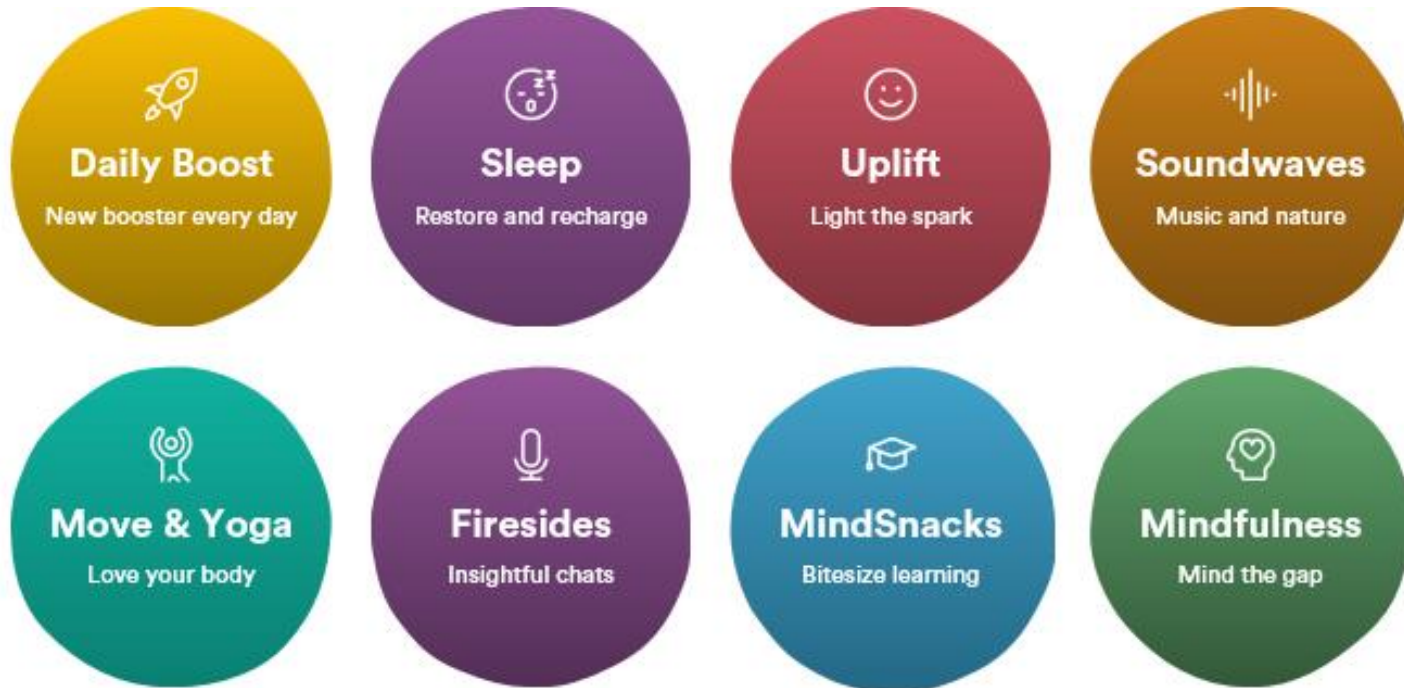 Daily Boost
New booster every day
Sleep
Restore and recharge
Uplift
Light the spark
Soundwaves
Music and nature
Move & Yoga
Love your body
Firesides
Insightful chats
MindSnacks
Bitesize learning
Mindfulness
Mind the gap